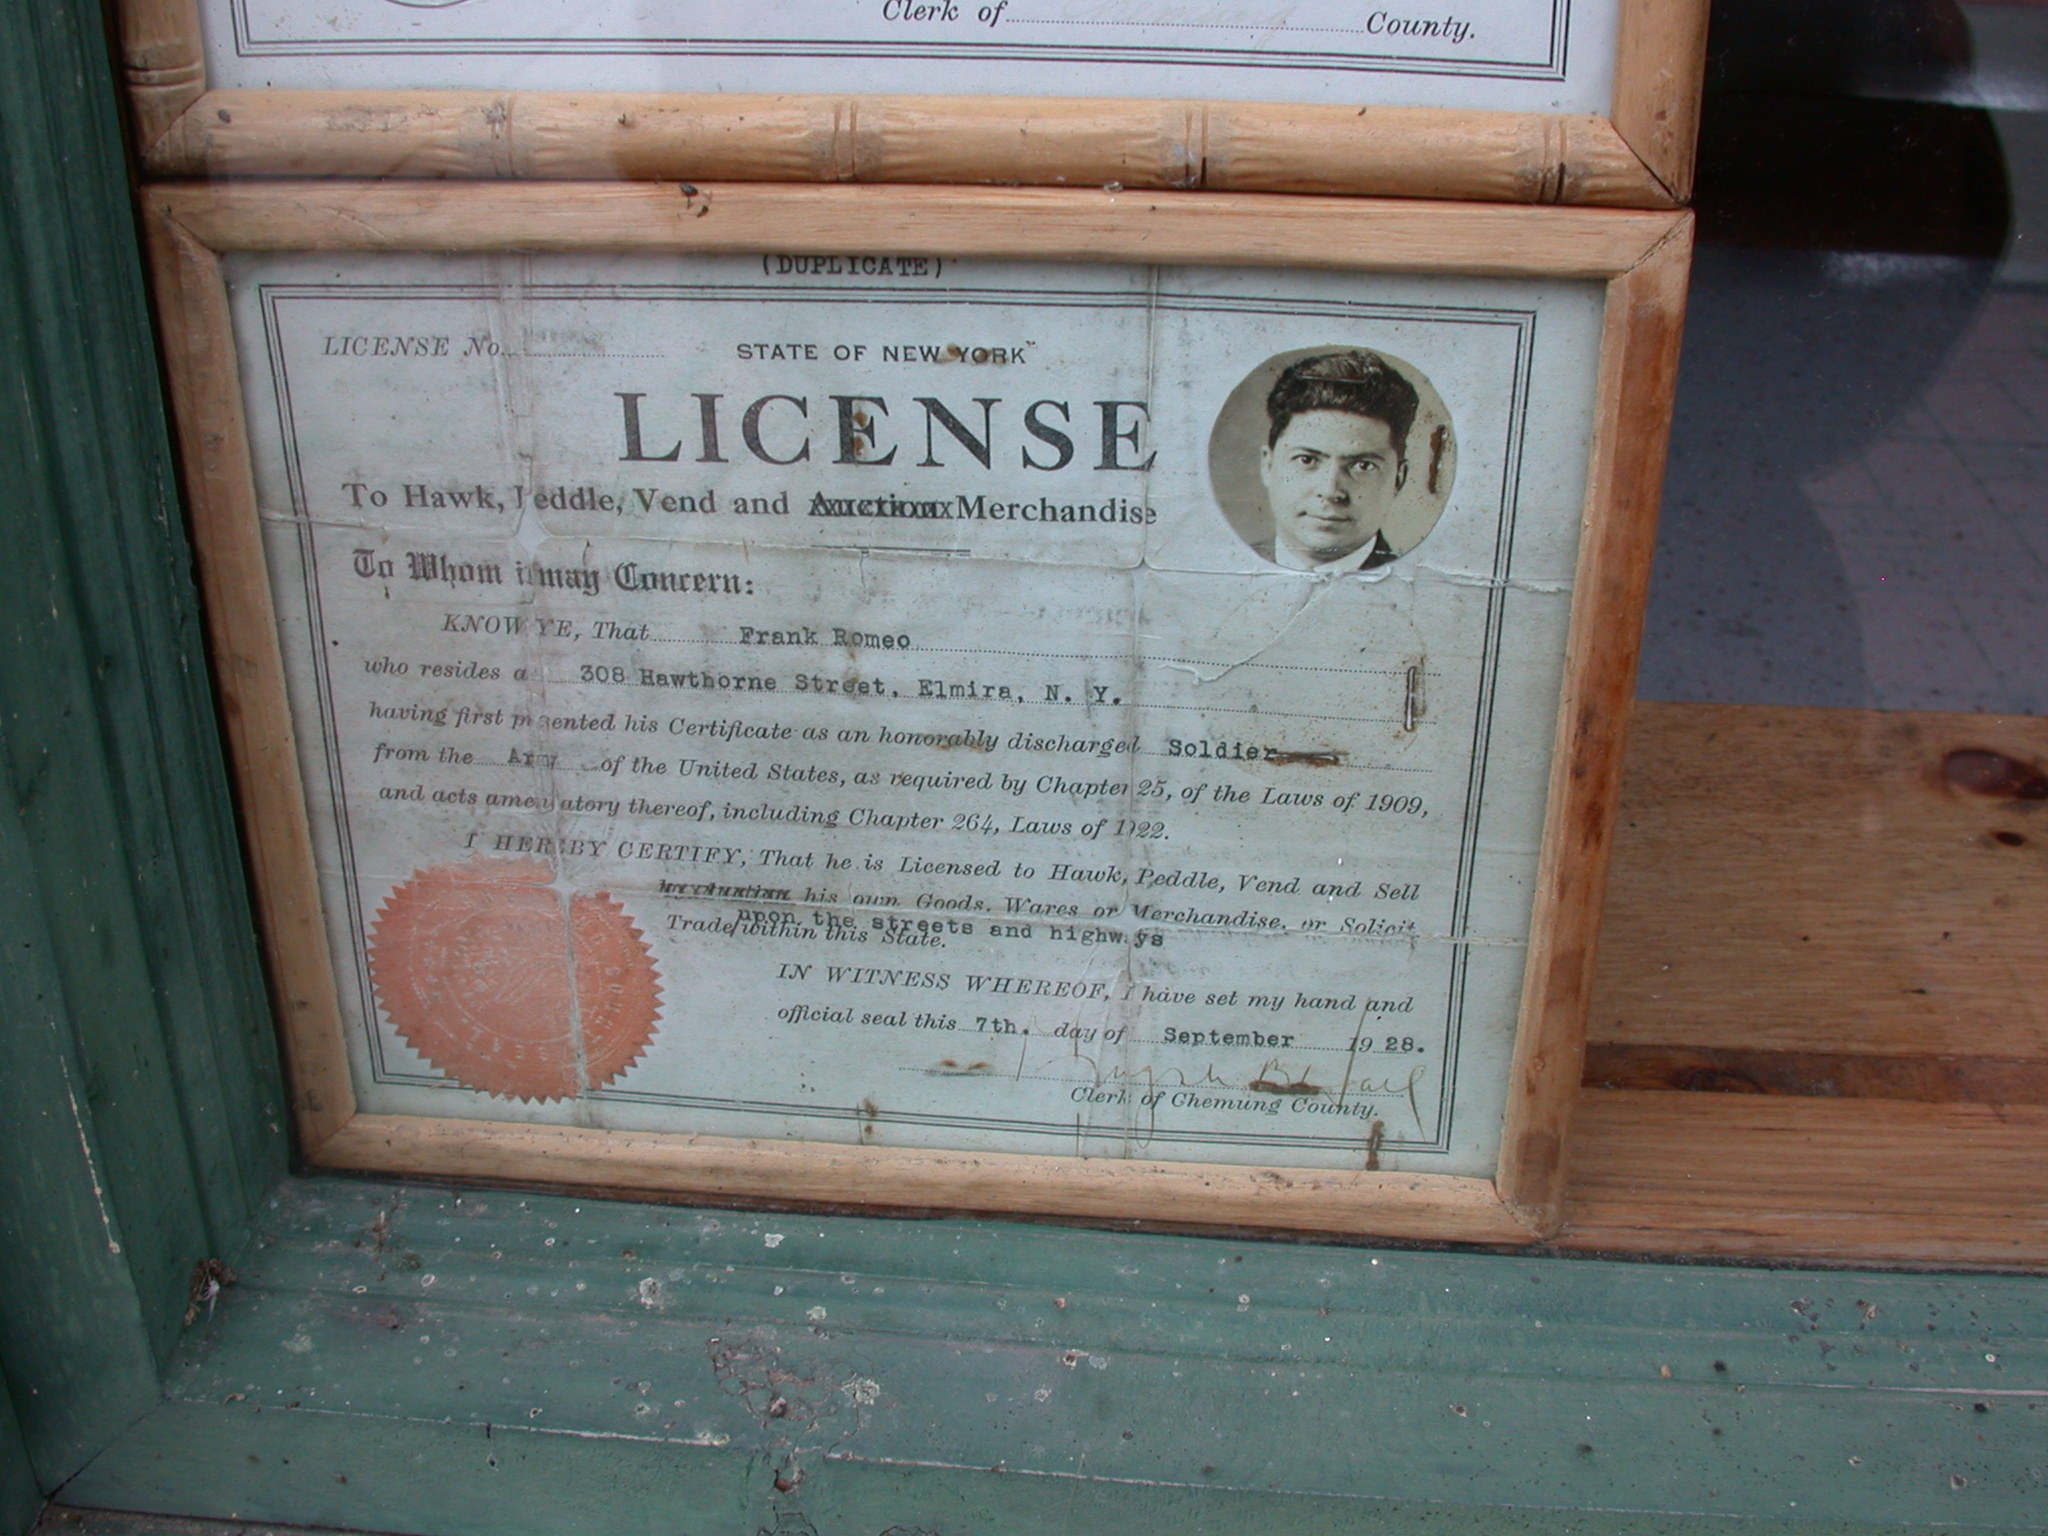 Clerk of County.
(DUPLICATE)
LICENSE No.
STATE OF NEW YORK
LICENSE
To Hawk, Peddle, Vend and Auction Merchandise
To Whom it may Concern:
KNOW YE, That Frank Romeo
who resides a 308 Hawthorne Street, Elmira, N. Y.
having first presented his Certificate as an honorably discharged Soldier
from the Army of the United States, as required by Chapter 25, of the Laws of 1909,
and acts amendatory thereof, including Chapter 264, Laws of 1922.
I HEREBY CERTIFY, That he is Licensed to Hawk, Peddle, Vend and Sell
his own Goods, Wares or Merchandise, or Solicit
upon the streets and highways
Trade/within this State.
IN WITNESS WHEREOF, I have set my hand and
official seal this 7th. day of September 1928.
Clerk of Chemung County.